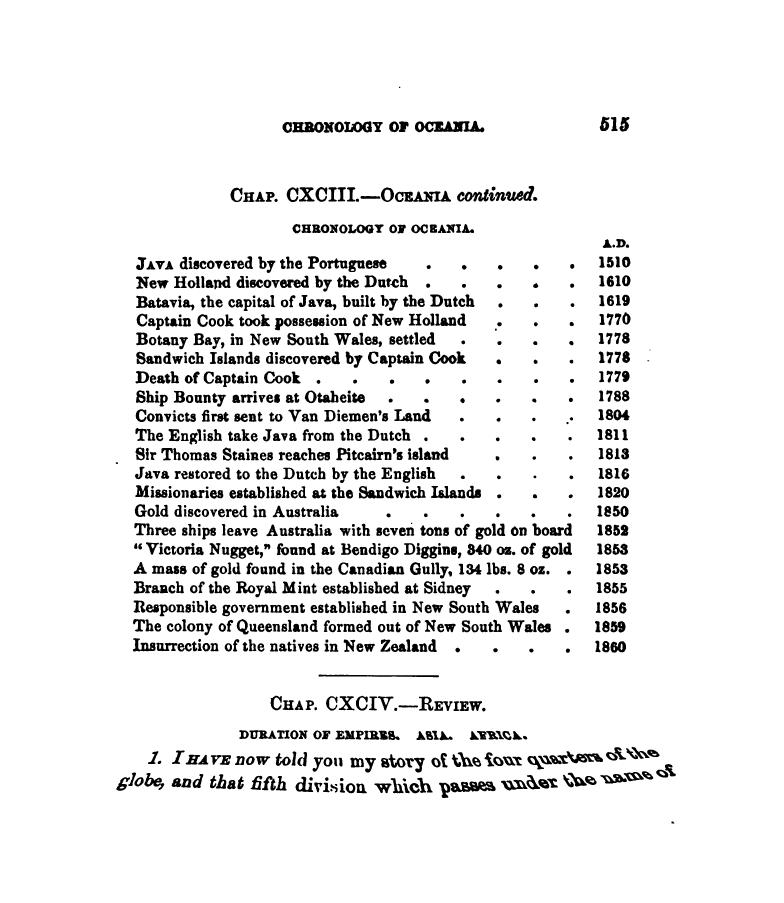 CHRONOLOGY OF OCEANIA. 515
CHAP. CXCIII.—OCEANIA continued.
CHRONOLOGY OF OCEANIA.
A.D.
JAVA discovered by the Portuguese . . . . . 1510
New Holland discovered by the Dutch . . . . . 1610
Batavia, the capital of Java, built by the Dutch . . . 1619
Captain Cook took possession of New Holland . . . 1770
Botany Bay, in New South Wales, settled . . . . 1778
Sandwich Islands discovered by Captain Cook . . . 1778
Death of Captain Cook . . . . . . . . 1779
Ship Bounty arrives at Otaheite . . . . . . 1788
Convicts first sent to Van Diemen's Land . . . . 1804
The English take Java from the Dutch . . . . . 1811
Sir Thomas Staines reaches Pitcairn's island . . . 1813
Java restored to the Dutch by the English . . . . 1816
Missionaries established at the Sandwich Islands . . . 1820
Gold discovered in Australia . . . . . . 1850
Three ships leave Australia with seven tons of gold on board 1852
"Victoria Nugget," found at Bendigo Diggins, 340 oz. of gold 1853
A mass of gold found in the Canadian Gully, 134 lbs. 8 oz. . 1853
Branch of the Royal Mint established at Sidney . . . 1855
Responsible government established in New South Wales . 1856
The colony of Queensland formed out of New South Wales . 1859
Insurrection of the natives in New Zealand . . . . 1860
CHAP. CXCIV.—REVIEW.
DURATION OF EMPIRES. ASIA. AFRICA.
1. I HAVE now told you my story of the four quarters of the
globe, and that fifth division which passes under the name of